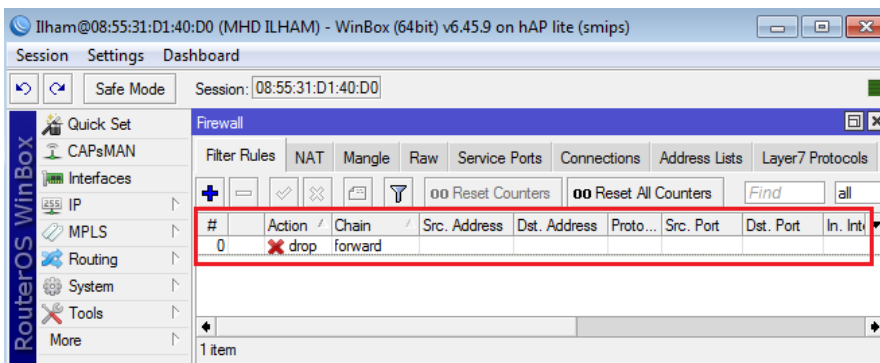 Ilham@08:55:31:D1:40:D0 (MHD ILHAM) - WinBox (64bit) v6.45.9 on hAP lite (smips)
Session Settings Dashboard
Safe Mode Session: 08:55:31:D1:40:D0
RouterOS WinBox
Quick Set
CAPsMAN
Interfaces
IP
MPLS
Routing
System
Tools
More
Firewall
Filter Rules NAT Mangle Raw Service Ports Connections Address Lists Layer7 Protocols
00 Reset Counters 00 Reset All Counters Find all
# Action Chain Src. Address Dst. Address Proto... Src. Port Dst. Port In. Inte
0 drop forward
1 item